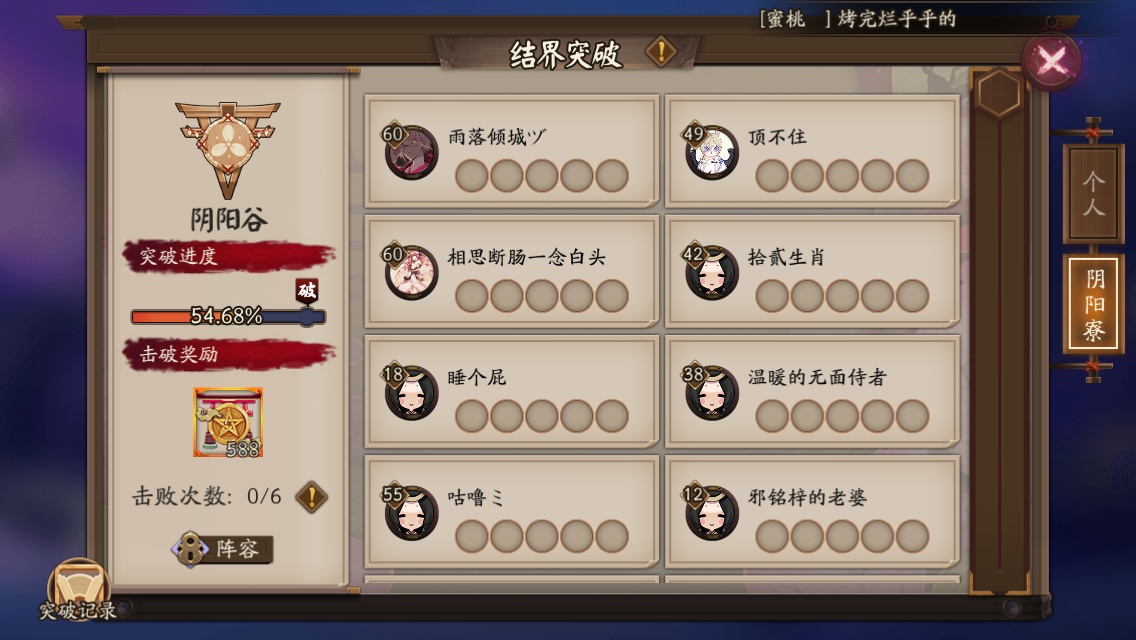 [蜜桃 ] 烤完烂乎乎的
结界突破
阴阳谷
突破进度
破
54.68%
击破奖励
588
击败次数: 0/6
阵容
突破记录
60 雨落倾城ヅ
49 顶不住
60 相思断肠一念白头
42 拾贰生肖
18 睡个屁
38 温暖的无面侍者
55 咕噜ミ
12 邪铭梓的老婆
个人
阴阳寮